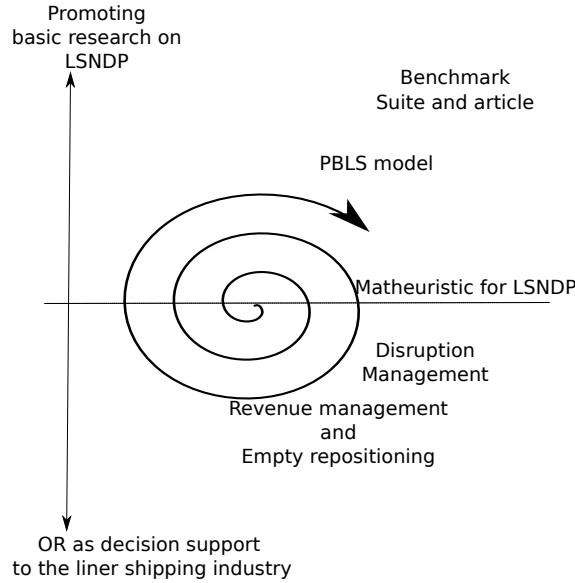 Promoting
basic research on
LSNDP
Benchmark
Suite and article
PBLS model
Matheuristic for LSNDP
Disruption
Management
Revenue management
and
Empty repositioning
OR as decision support
to the liner shipping industry